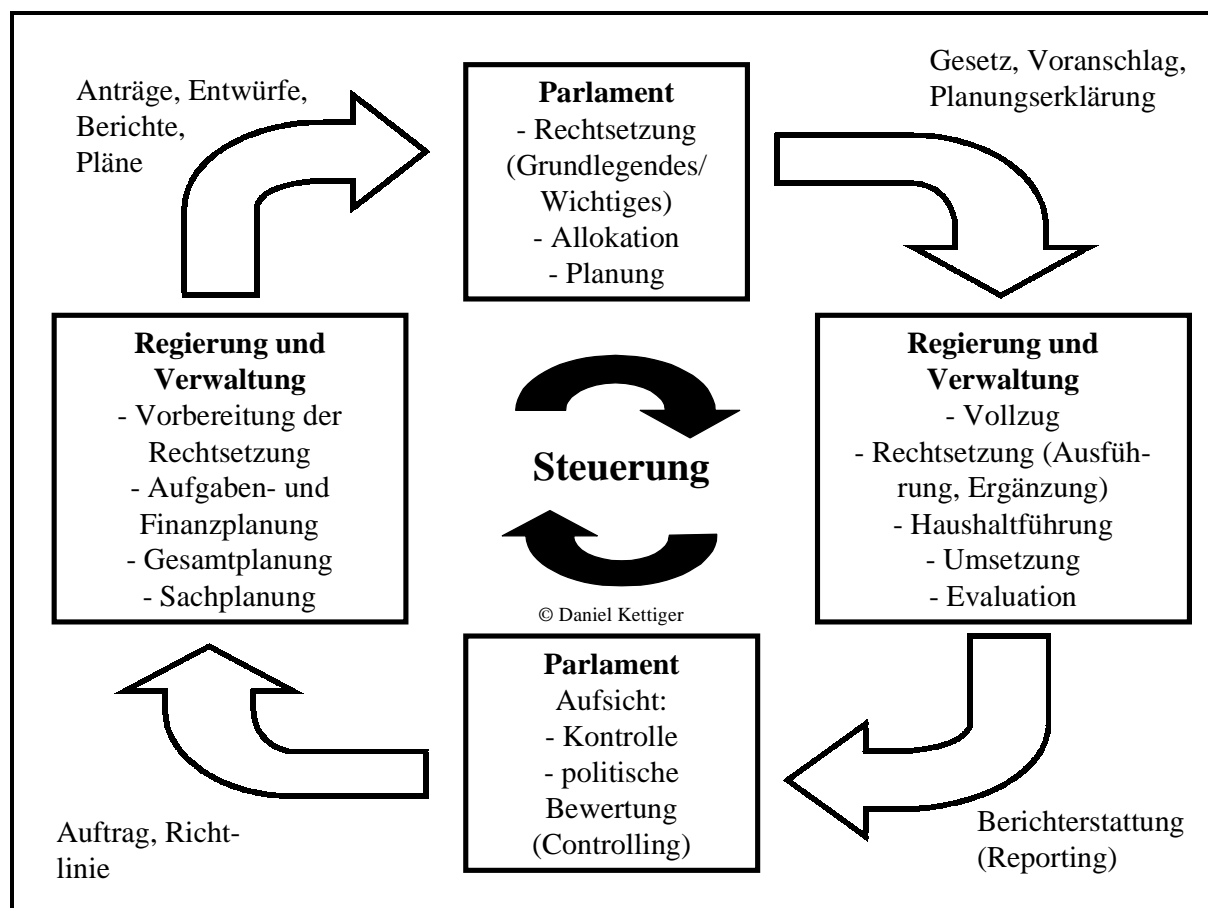 Anträge, Entwürfe,
Berichte,
Pläne
Parlament
- Rechtsetzung
(Grundlegendes/
Wichtiges)
- Allokation
- Planung
Gesetz, Voranschlag,
Planungserklärung
Regierung und
Verwaltung
- Vorbereitung der
Rechtsetzung
- Aufgaben- und
Finanzplanung
- Gesamtplanung
- Sachplanung
Steuerung
© Daniel Kettiger
Regierung und
Verwaltung
- Vollzug
- Rechtsetzung (Ausfüh-
rung, Ergänzung)
- Haushaltführung
- Umsetzung
- Evaluation
Parlament
Aufsicht:
- Kontrolle
- politische
Bewertung
(Controlling)
Auftrag, Richt-
linie
Berichterstattung
(Reporting)